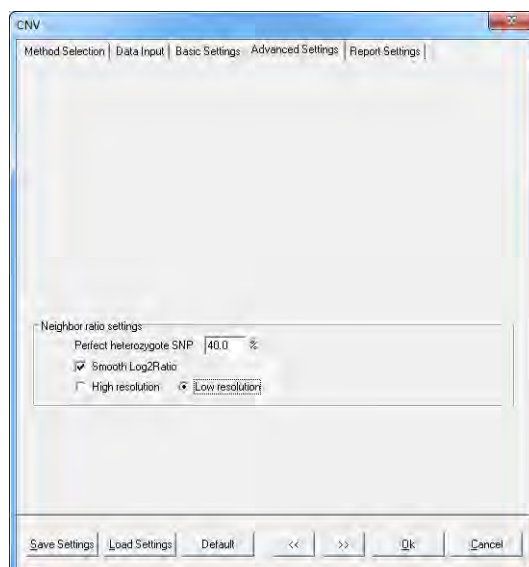 CNV
Method Selection Data Input Basic Settings Advanced Settings Report Settings
Neighbor ratio settings
Perfect heterozygote SNP 40.0 %
Smooth Log2Ratio
High resolution Low resolution
Save Settings Load Settings Default << >> Ok Cancel